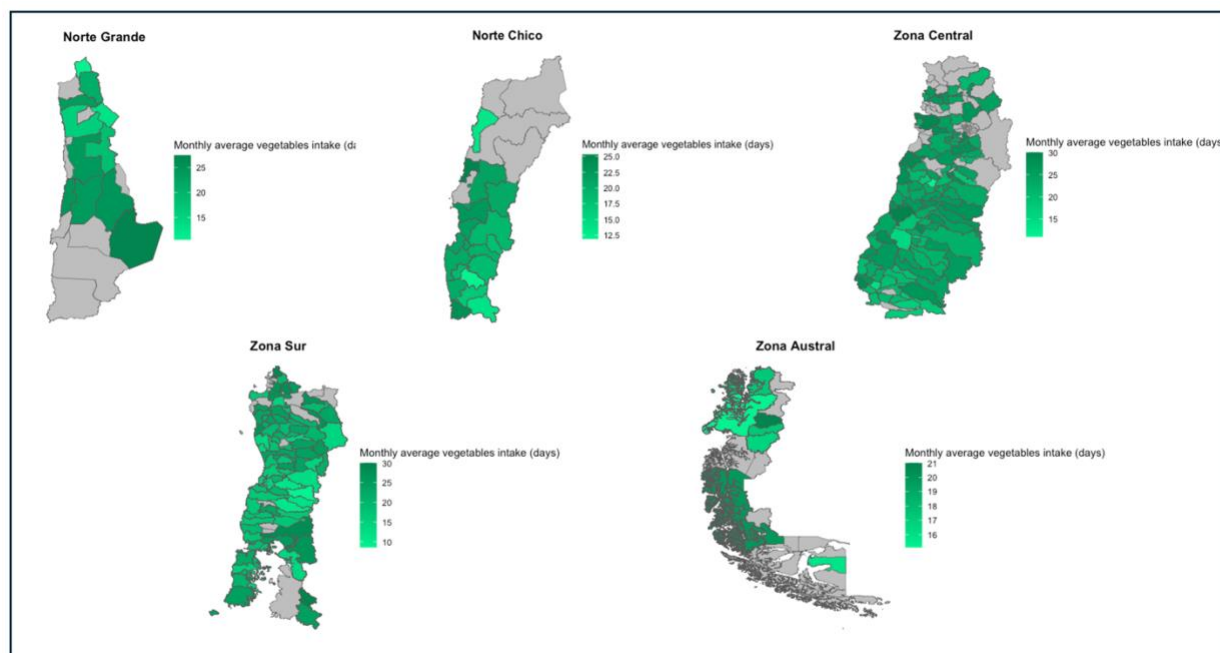 Norte Grande
Monthly average vegetables intake (da
25
20
15
Norte Chico
Monthly average vegetables intake (days)
25.0
22.5
20.0
17.5
15.0
12.5
Zona Central
Monthly average vegetables intake (days)
30
25
20
15
Zona Sur
Monthly average vegetables intake (days)
30
25
20
15
10
Zona Austral
Monthly average vegetables intake (days)
21
20
19
18
17
16